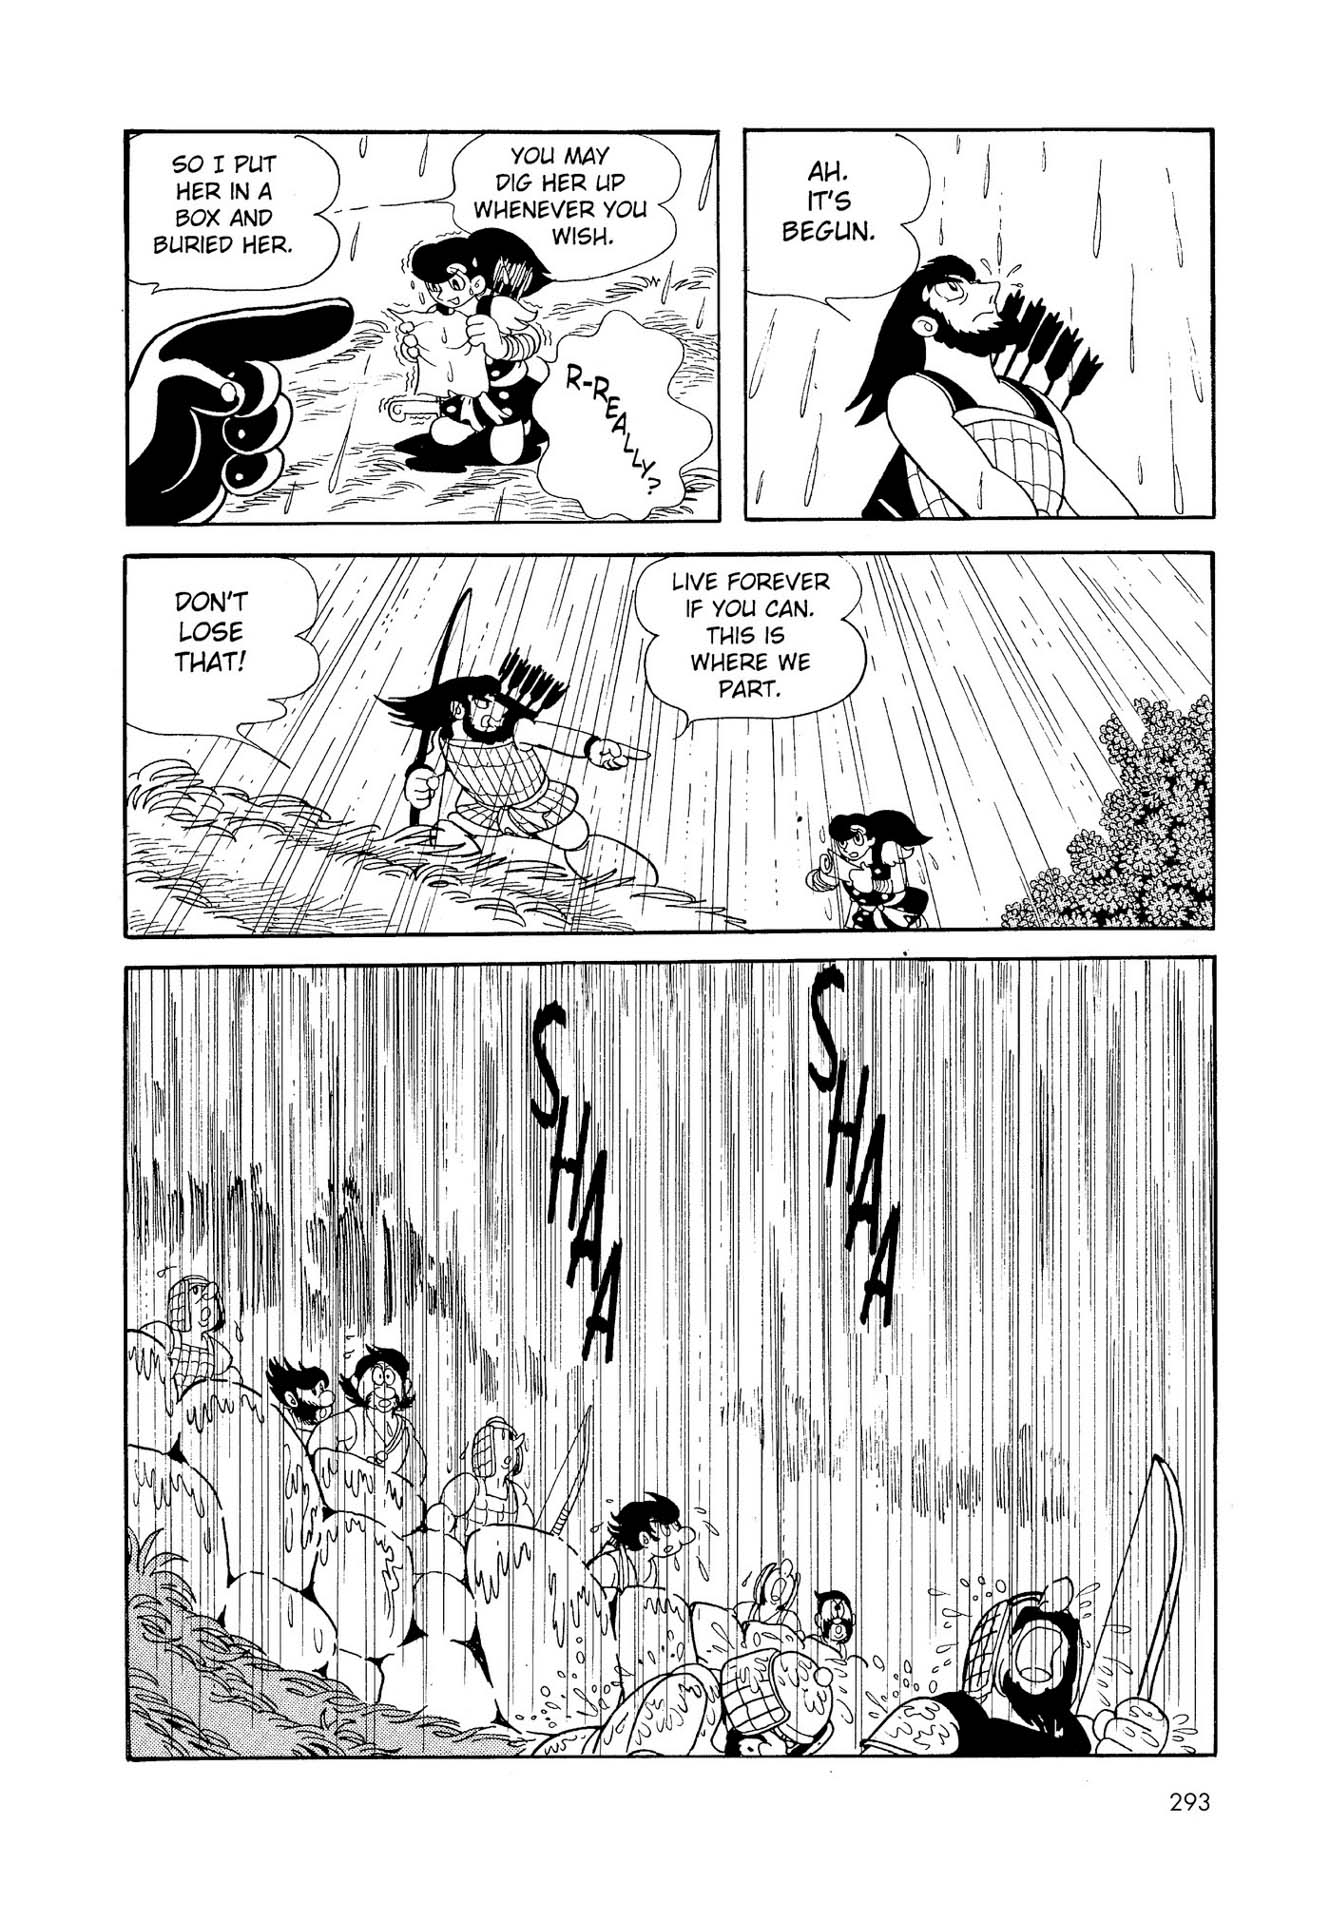 SO I PUT
HER IN A
BOX AND
BURIED HER.
YOU MAY
DIG HER UP
WHENEVER YOU
WISH.
R-REALLY?
AH.
IT'S
BEGUN.
DON'T
LOSE
THAT!
LIVE FOREVER
IF YOU CAN.
THIS IS
WHERE WE
PART.
SHAA
SHAA
293